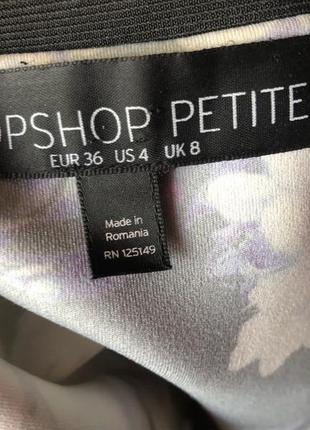 OPSHOP PETITE
EUR 36 US 4 UK 8
Made in
Romania
RN 125149